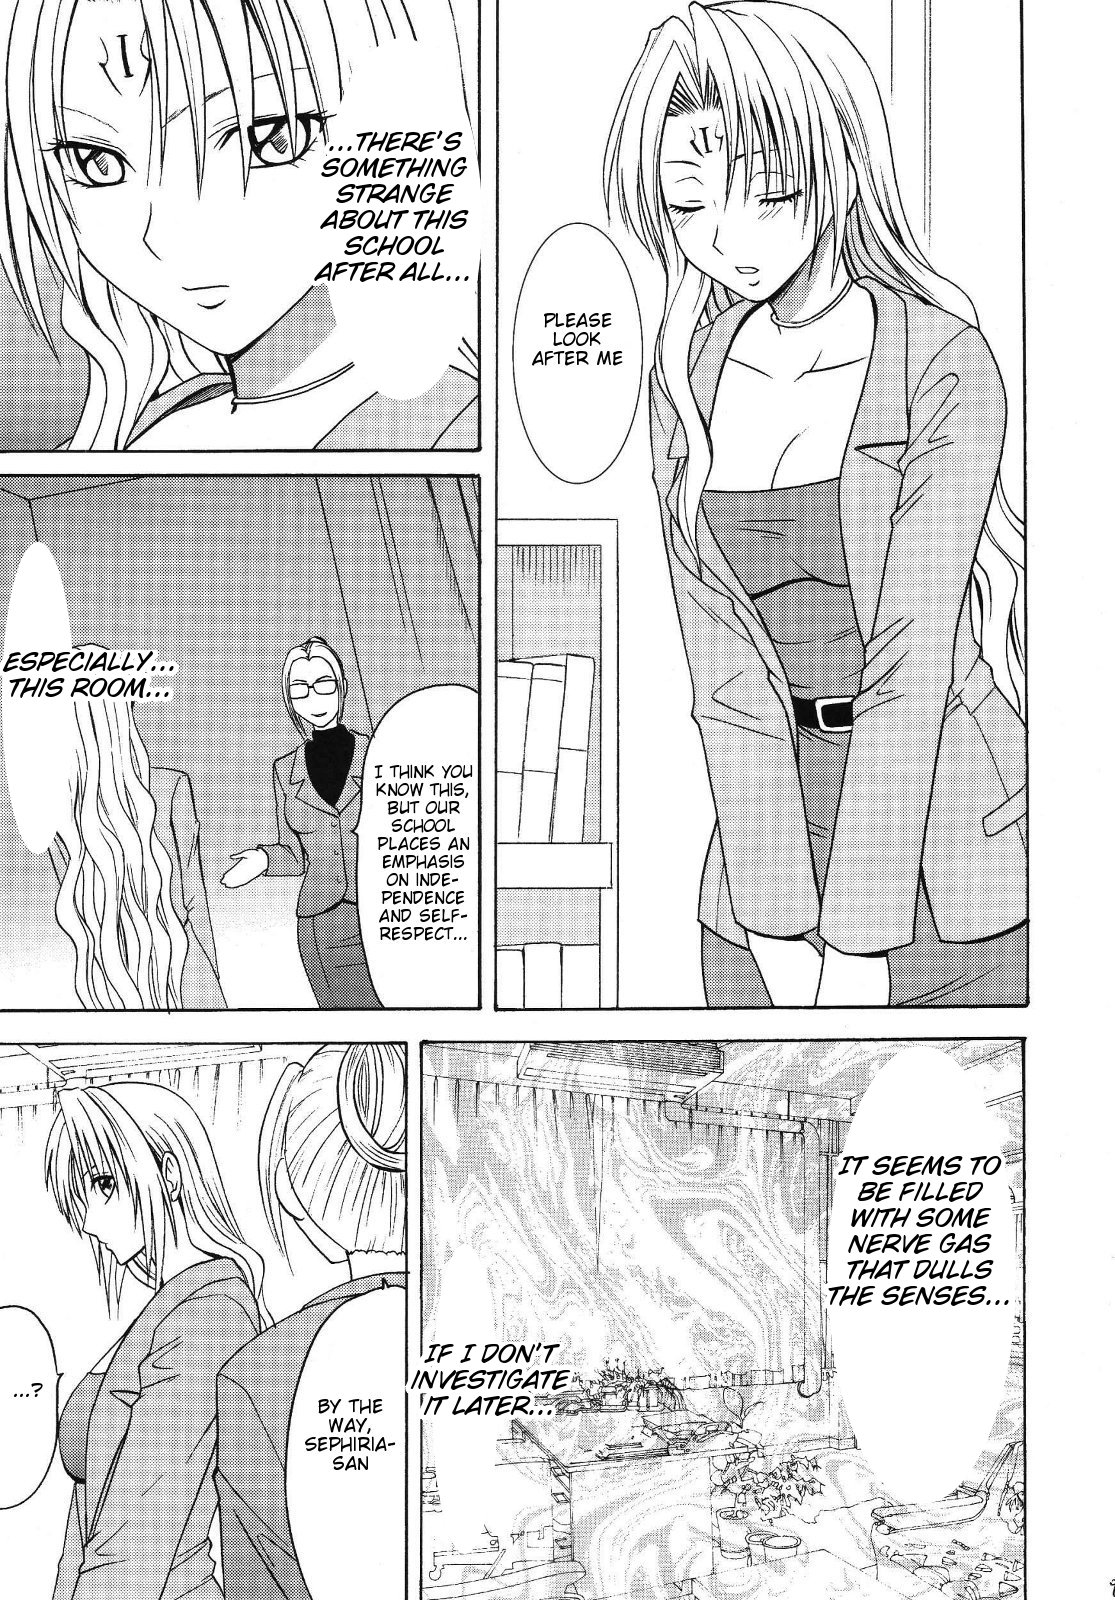 PLEASE
LOOK
AFTER ME
I
...THERE'S
SOMETHING
STRANGE
ABOUT THIS
SCHOOL
AFTER ALL...
I
I THINK YOU
KNOW THIS,
BUT OUR
SCHOOL
PLACES AN
EMPHASIS
ON INDE-
PENDENCE
AND SELF-
RESPECT...
ESPECIALLY...
THIS ROOM...
IT SEEMS TO
BE FILLED
WITH SOME
NERVE GAS
THAT DULLS
THE SENSES...
IF I DON'T
INVESTIGATE
IT LATER...
BY THE
WAY,
SEPHIRIA-
SAN
...?